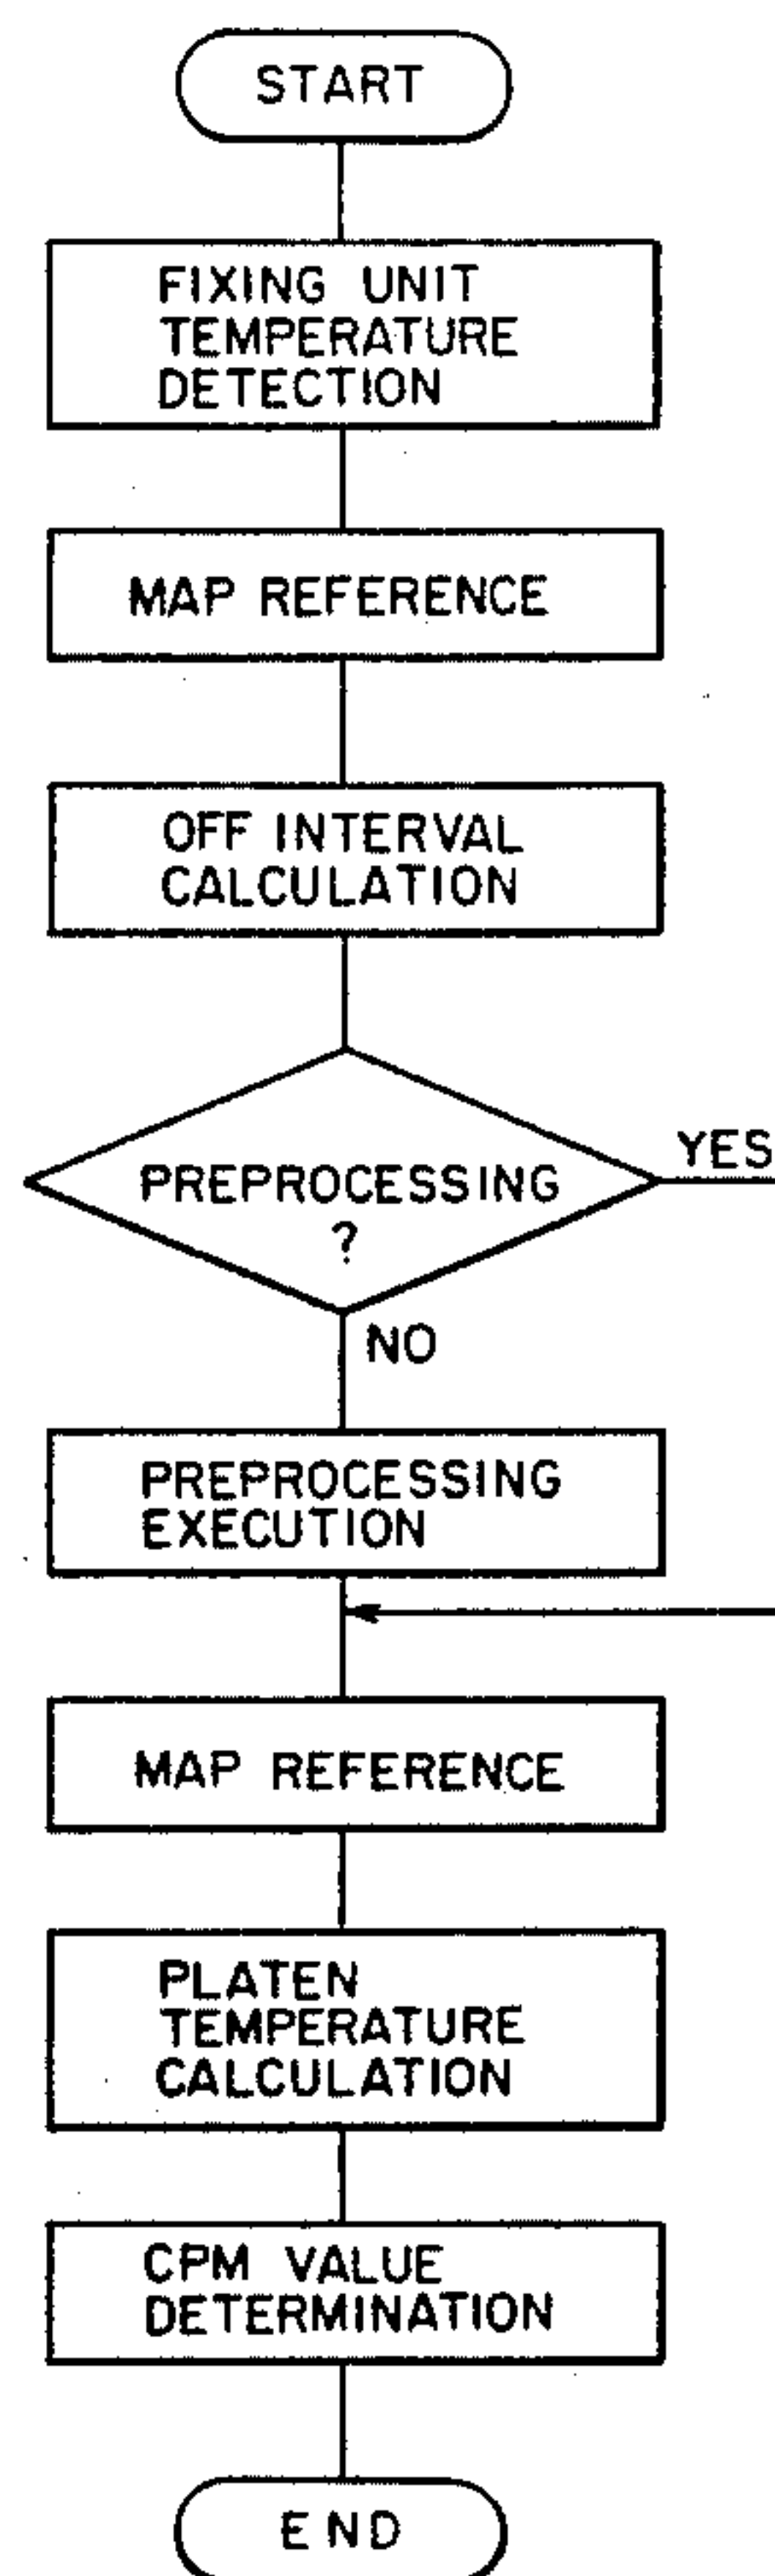 START
FIXING UNIT
TEMPERATURE
DETECTION
MAP REFERENCE
OFF INTERVAL
CALCULATION
PREPROCESSING
?
YES
NO
PREPROCESSING
EXECUTION
MAP REFERENCE
PLATEN
TEMPERATURE
CALCULATION
CPM VALUE
DETERMINATION
END